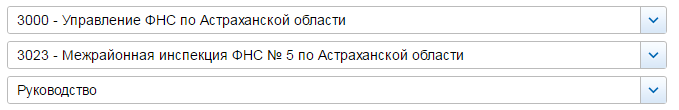 3000 - Управление ФНС по Астраханской области
3023 - Межрайонная инспекция ФНС № 5 по Астраханской области
Руководство